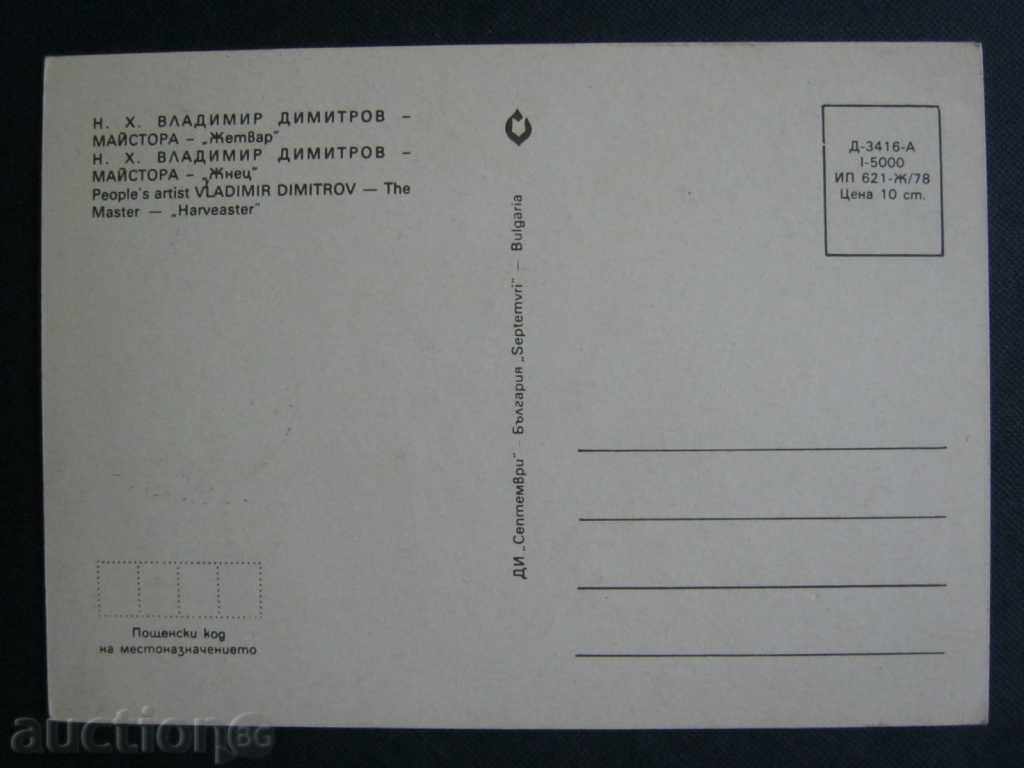 Н. Х. ВЛАДИМИР ДИМИТРОВ –
МАЙСТОРА – „Жетвар"
Н. Х. ВЛАДИМИР ДИМИТРОВ –
МАЙСТОРА – „Жнец"
People's artist VLADIMIR DIMITROV — The
Master — „Harveaster"
ДИ „Септември" - България „Septemvri" — Bulgaria
Д-3416-А
I-5000
ИП 621-Ж/78
Цена 10 ст.
Пощенски код
на местоназначението
auction.BG